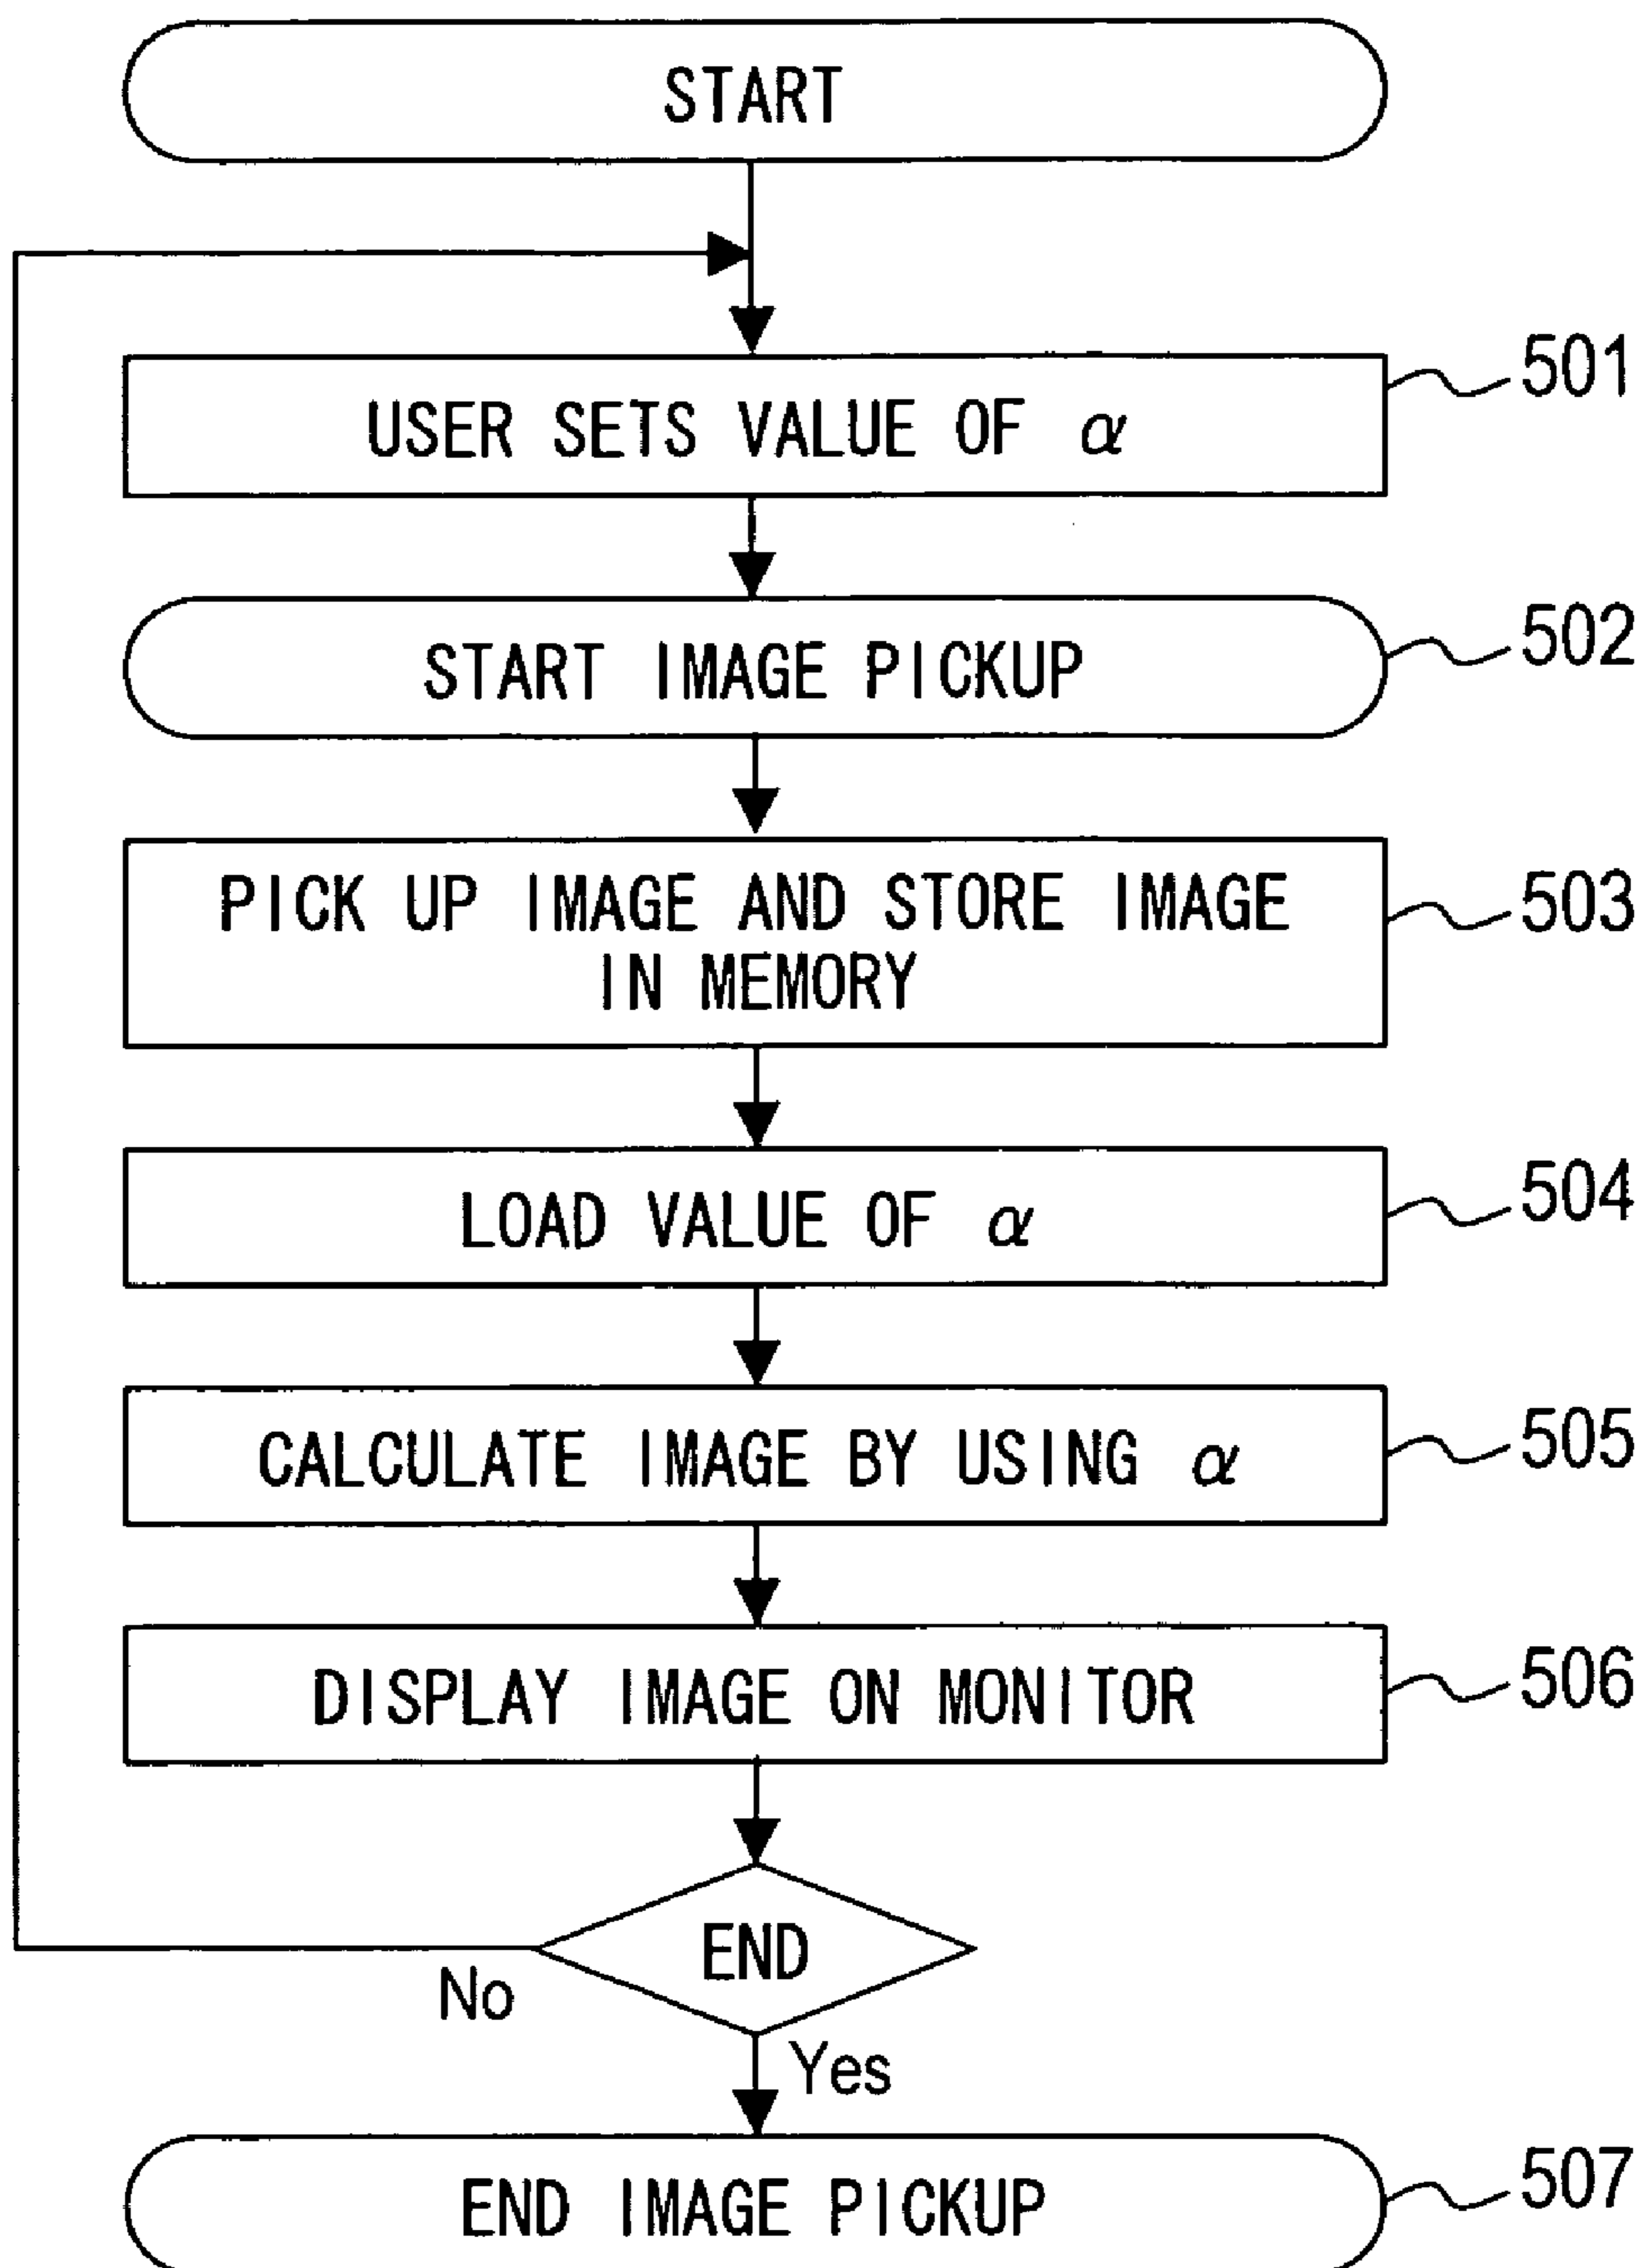 START
USER SETS VALUE OF α
501
START IMAGE PICKUP
502
PICK UP IMAGE AND STORE IMAGE
IN MEMORY
503
LOAD VALUE OF α
504
CALCULATE IMAGE BY USING α
505
DISPLAY IMAGE ON MONITOR
506
END
No
Yes
END IMAGE PICKUP
507